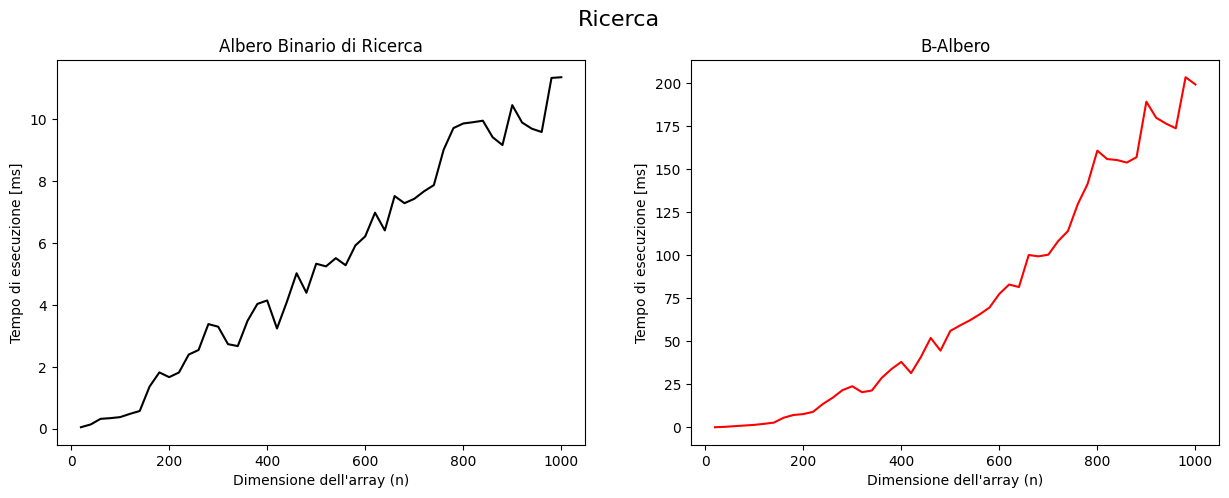 Ricerca
Albero Binario di Ricerca
Tempo di esecuzione [ms]
10
8
6
4
2
0
0 200 400 600 800 1000
Dimensione dell'array (n)
B-Albero
Tempo di esecuzione [ms]
200
175
150
125
100
75
50
25
0
0 200 400 600 800 1000
Dimensione dell'array (n)